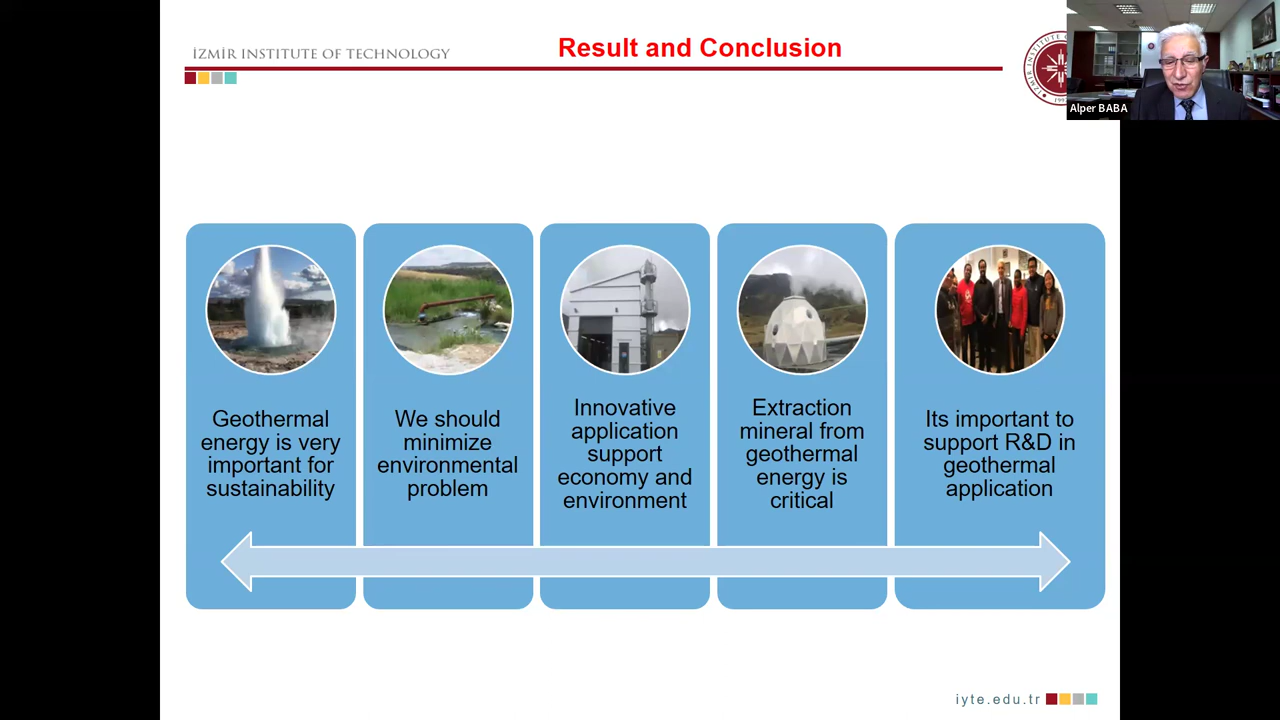 İZMİR INSTITUTE OF TECHNOLOGY
Result and Conclusion
Alper BABA
Geothermal
energy is very
important for
sustainability
We should
minimize
environmental
problem
Innovative
application
support
economy and
environment
Extraction
mineral from
geothermal
energy is
critical
Its important to
support R&D in
geothermal
application
iyte.edu.tr